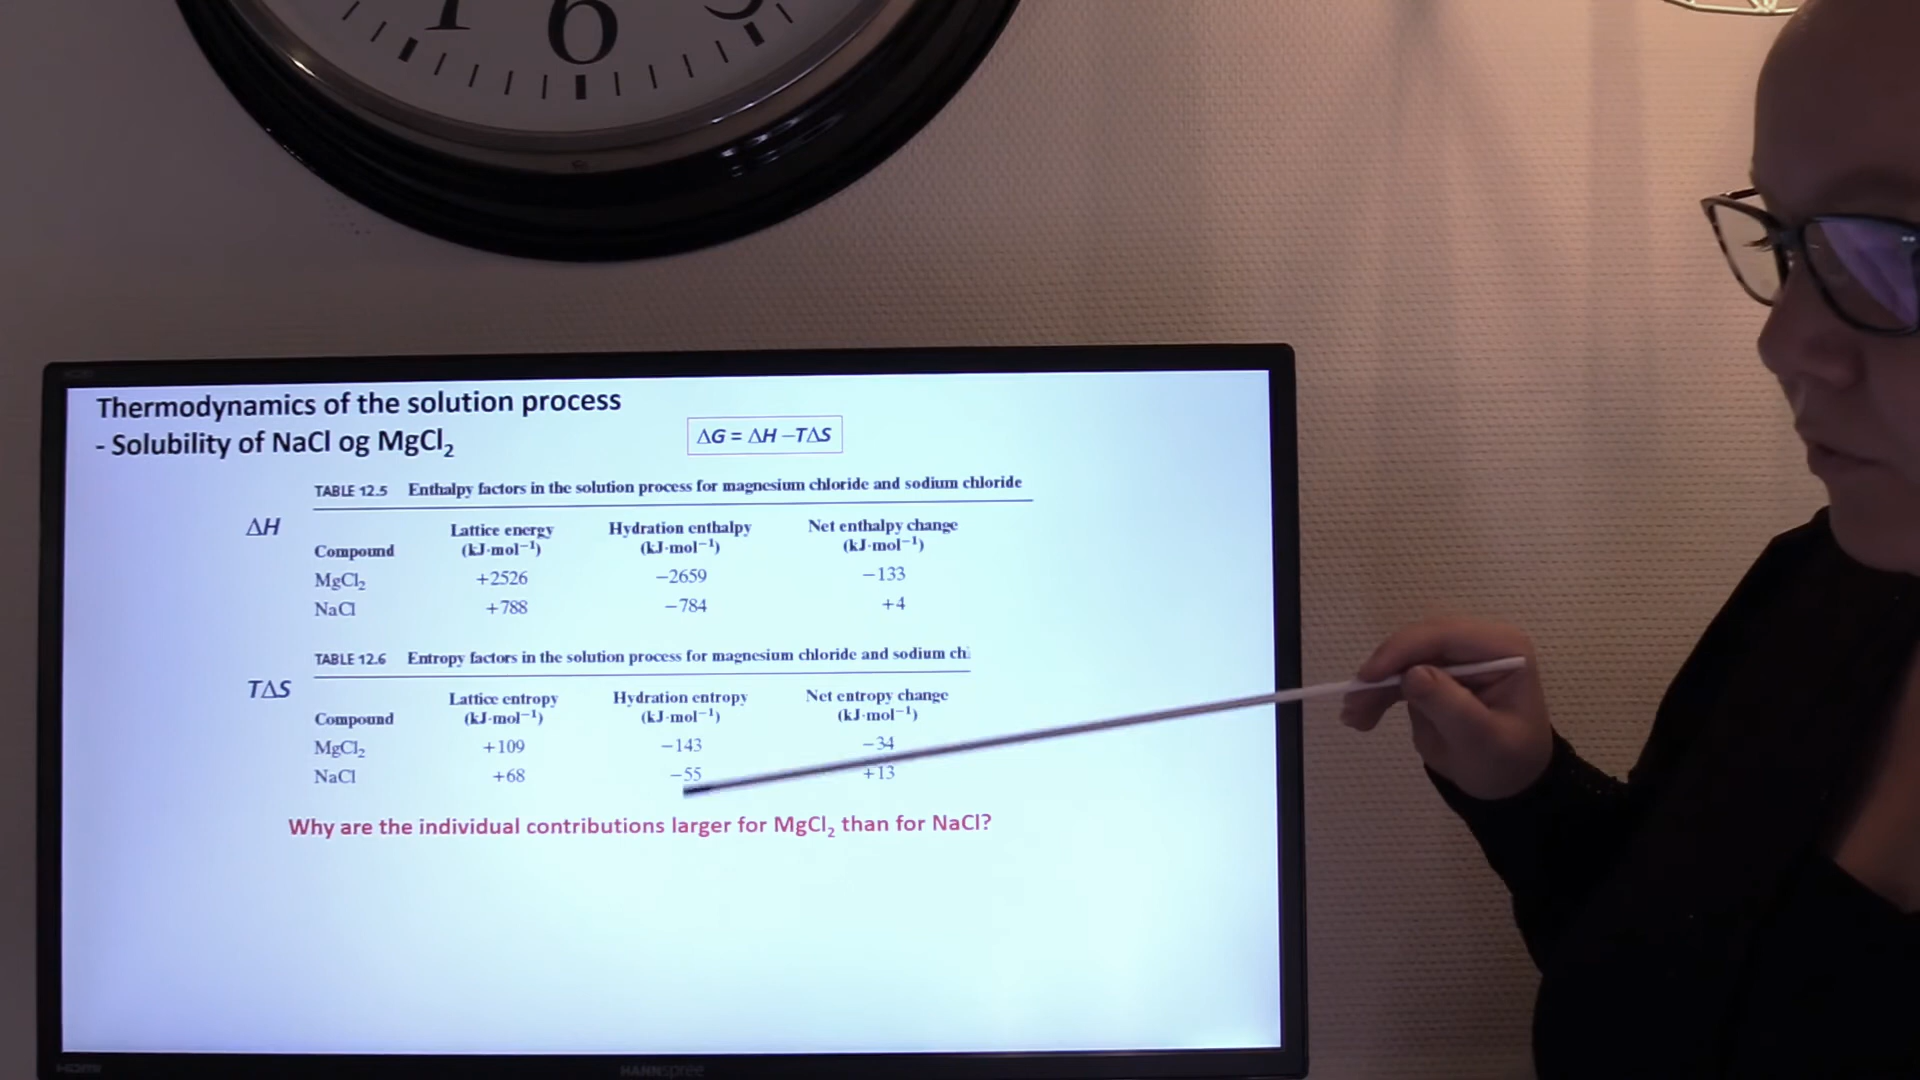 6
Thermodynamics of the solution process
- Solubility of NaCl og MgCl₂
ΔG = ΔH –TΔS
TABLE 12.5 Enthalpy factors in the solution process for magnesium chloride and sodium chloride
ΔH
Compound Lattice energy (kJ·mol⁻¹) Hydration enthalpy (kJ·mol⁻¹) Net enthalpy change (kJ·mol⁻¹)
MgCl₂ +2526 −2659 −133
NaCl +788 −784 +4
TABLE 12.6 Entropy factors in the solution process for magnesium chloride and sodium ch
TΔS
Compound Lattice entropy (kJ·mol⁻¹) Hydration entropy (kJ·mol⁻¹) Net entropy change (kJ·mol⁻¹)
MgCl₂ +109 −143 −34
NaCl +68 −55 +13
Why are the individual contributions larger for MgCl₂ than for NaCl?
HDMI
HANNspree